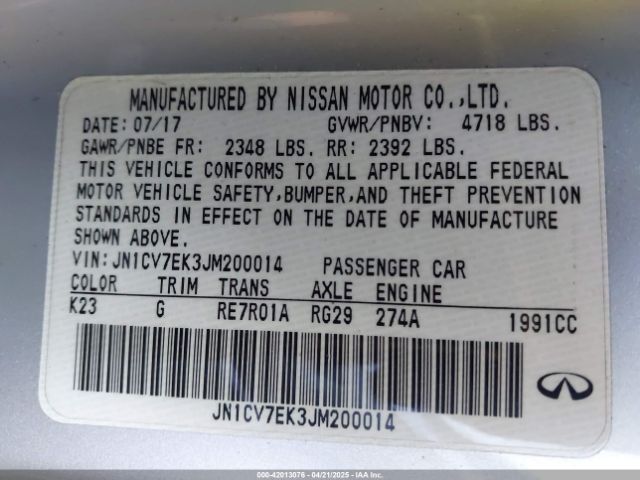 MANUFACTURED BY NISSAN MOTOR CO.,LTD.
DATE: 07/17 GVWR/PNBV: 4718 LBS.
GAWR/PNBE FR: 2348 LBS. RR: 2392 LBS.
THIS VEHICLE CONFORMS TO ALL APPLICABLE FEDERAL
MOTOR VEHICLE SAFETY,BUMPER,AND THEFT PREVENTION
STANDARDS IN EFFECT ON THE DATE OF MANUFACTURE
SHOWN ABOVE.
VIN:JN1CV7EK3JM200014 PASSENGER CAR
COLOR TRIM TRANS AXLE ENGINE
K23 G RE7R01A RG29 274A 1991CC
JN1CV7EK3JM200014
000-42013076 - 04/21/2025 - IAA Inc.